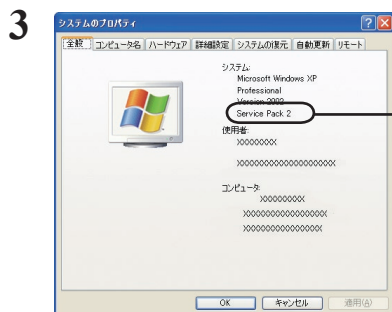 3
システムのプロパティ
全般 コンピュータ名 ハードウェア 詳細設定 システムの復元 自動更新 リモート
システム:
Microsoft Windows XP
Professional
Version 2002
Service Pack 2
使用者:
XXXXXXXX
XXXXXXXXXXXXXXXXXXXX
コンピュータ:
XXXXXXXXX
XXXXXXXXXXXXXXXXX
XXXXXXXXXXXXXXXX
OK キャンセル 適用(A)